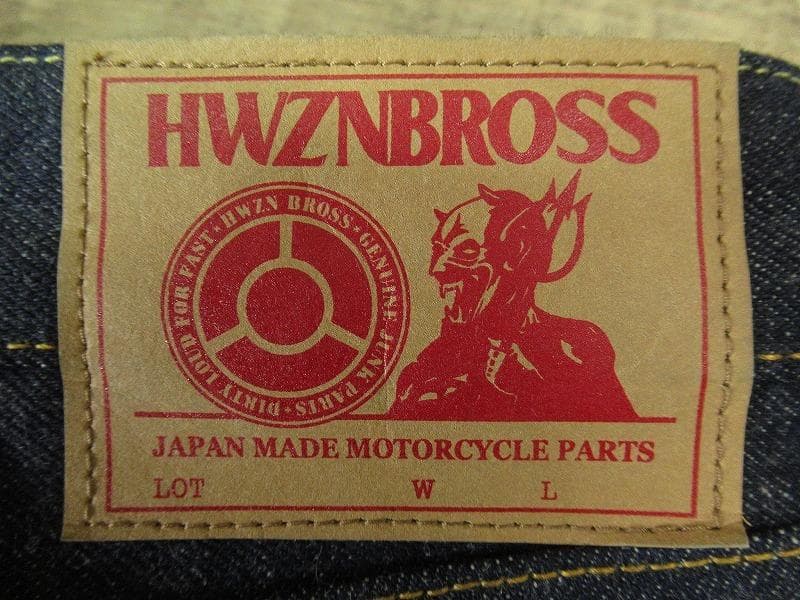 HWZNBROSS
HWZN BROSS · GENUINE JUNK PARTS · DIRTY LOUD FOR FAST ·
JAPAN MADE MOTORCYCLE PARTS
LOT W L